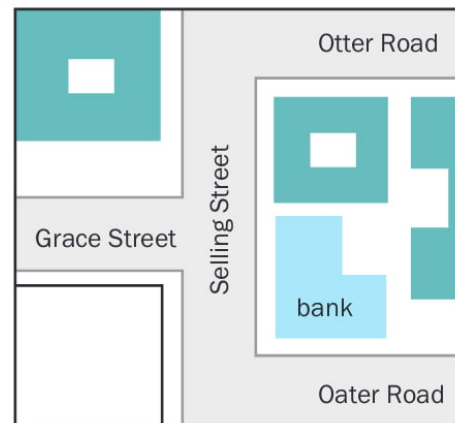 Otter Road
Selling Street
Grace Street
bank
Oater Road